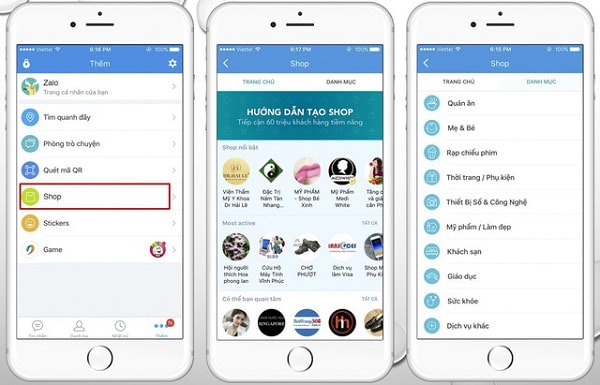 Viettel 6:16 PM 100%
Thêm
Zalo
Trang cá nhân của bạn
Tìm quanh đây
Phòng trò chuyện
Quét mã QR
Shop
Stickers
Game
Tin nhắn Danh bạ Nhật ký Thêm
Viettel 6:17 PM 100%
Shop
TRANG CHỦ DANH MỤC
HƯỚNG DẪN TẠO SHOP
Tiếp cận 60 triệu khách hàng tiềm năng
Shop nổi bật
DR.HẢI LÊ
MEDIWHITE
Viện Thẩm Mỹ Y Khoa Dr Hải Lê
Đặc Trị Nám Tàn Nhang...
MỸ PHẨM - Shop Bé Xinh
Mỹ Phẩm Medi White
Most active TẤT CẢ
Hội người thích Hoa phong lan
Cứu Hộ Máy Tính Vĩnh Phúc
CHỢ PHƯỢT
Dịch vụ làm Visa
Shop M Phụ Ki
Có thể bạn quan tâm TẤT CẢ
SINGAPORE
Viettel 6:15 PM 100%
Shop
TRANG CHỦ DANH MỤC
Quán ăn
Mẹ & Bé
Rạp chiếu phim
Thời trang / Phụ kiện
Thiết Bị Số & Công Nghệ
Mỹ phẩm / Làm đẹp
Khách sạn
Giáo dục
Sức khỏe
Dịch vụ khác